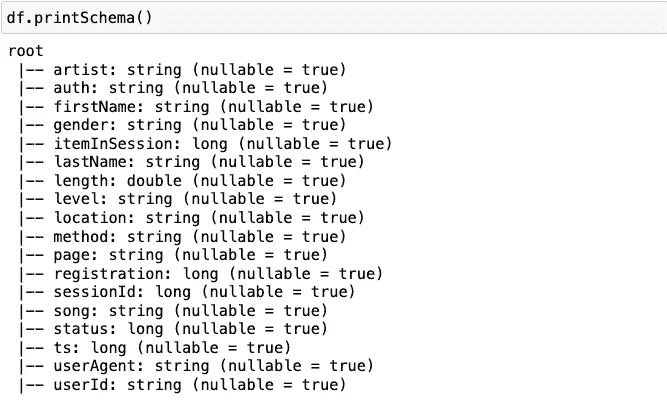 df.printSchema()
root
 |-- artist: string (nullable = true)
 |-- auth: string (nullable = true)
 |-- firstName: string (nullable = true)
 |-- gender: string (nullable = true)
 |-- itemInSession: long (nullable = true)
 |-- lastName: string (nullable = true)
 |-- length: double (nullable = true)
 |-- level: string (nullable = true)
 |-- location: string (nullable = true)
 |-- method: string (nullable = true)
 |-- page: string (nullable = true)
 |-- registration: long (nullable = true)
 |-- sessionId: long (nullable = true)
 |-- song: string (nullable = true)
 |-- status: long (nullable = true)
 |-- ts: long (nullable = true)
 |-- userAgent: string (nullable = true)
 |-- userId: string (nullable = true)